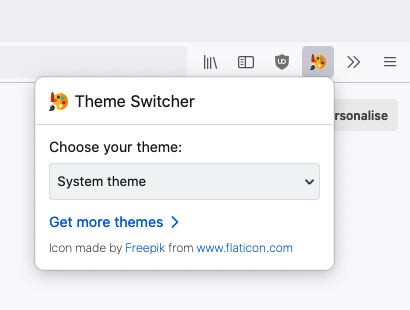 Theme Switcher
rsonalise
Choose your theme:
System theme
Get more themes
Icon made by Freepik from www.flaticon.com